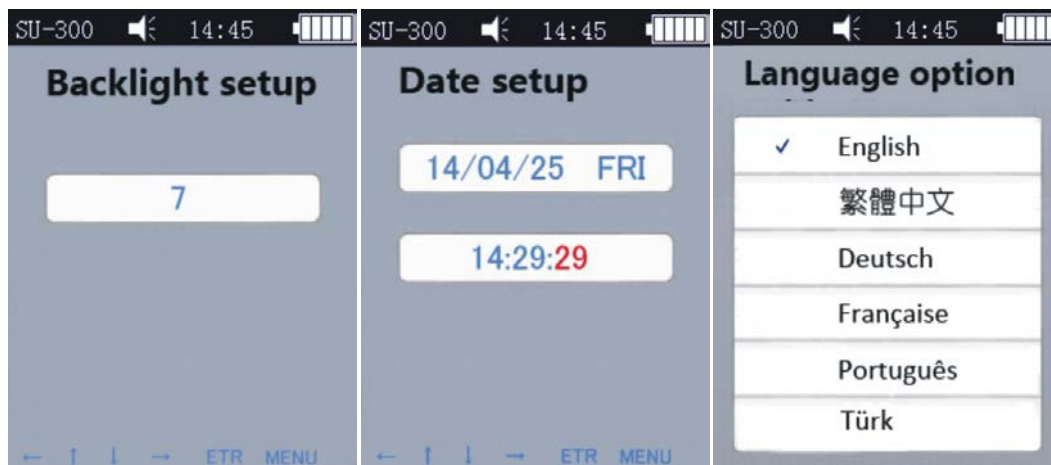 SU-300 14:45
Backlight setup
7
← ↑ ↓ → ETR MENU
SU-300 14:45
Date setup
14/04/25 FRI
14:29:29
← ↑ ↓ → ETR MENU
SU-300 14:45
Language option
✓ English
繁體中文
Deutsch
Française
Português
Türk